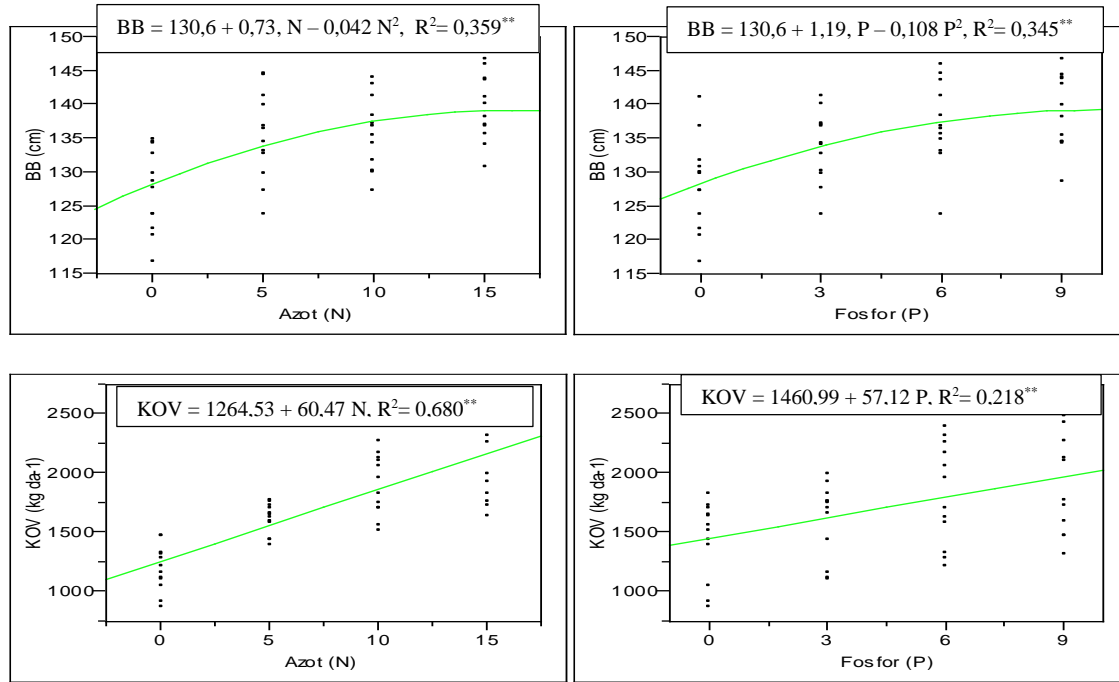 BB = 130,6 + 0,73, N – 0,042 N², R² = 0,359**
150
145
140
135
130
125
120
115
BB (cm)
0 5 10 15
Azot (N)
BB = 130,6 + 1,19, P – 0,108 P², R² = 0,345**
150
145
140
135
130
125
120
115
BB (cm)
0 3 6 9
Fosfor (P)
KOV = 1264.53 + 60.47 N, R² = 0,680**
2500
2000
1500
1000
KOV (kg da-1)
0 5 10 15
Azot (N)
KOV = 1460,99 + 57,12 P, R² = 0,218**
2500
2000
1500
1000
KOV (kg da-1)
0 3 6 9
Fosfor (P)